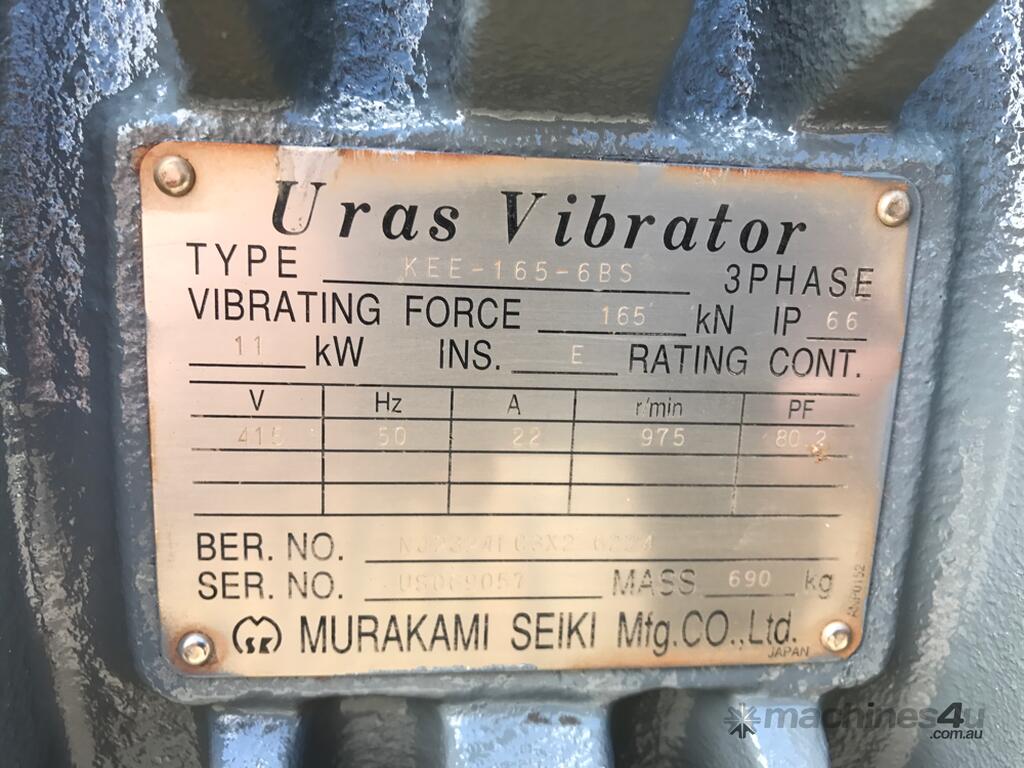 Uras Vibrator
TYPE KEE-165-6BS 3PHASE
VIBRATING FORCE 165 kN IP 66
11 kW INS. E RATING CONT.
V Hz A r/min PF
415 50 22 975 80.2
BER. NO.
SER. NO. MASS 690 kg
MURAKAMI SEIKI Mfg.CO.,Ltd.
JAPAN
machines4u
.com.au